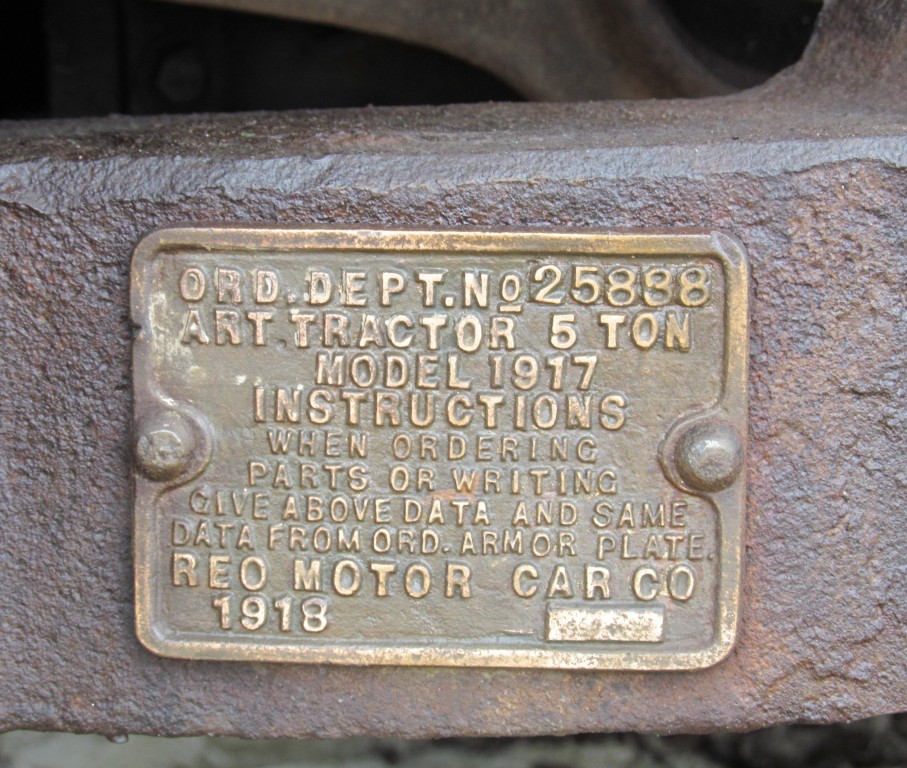 ORD. DEPT. No 25838
ART. TRACTOR 5 TON
MODEL 1917
INSTRUCTIONS
WHEN ORDERING
PARTS OR WRITING
GIVE ABOVE DATA AND SAME
DATA FROM ORD. ARMOR PLATE.
REO MOTOR CAR CO
1918